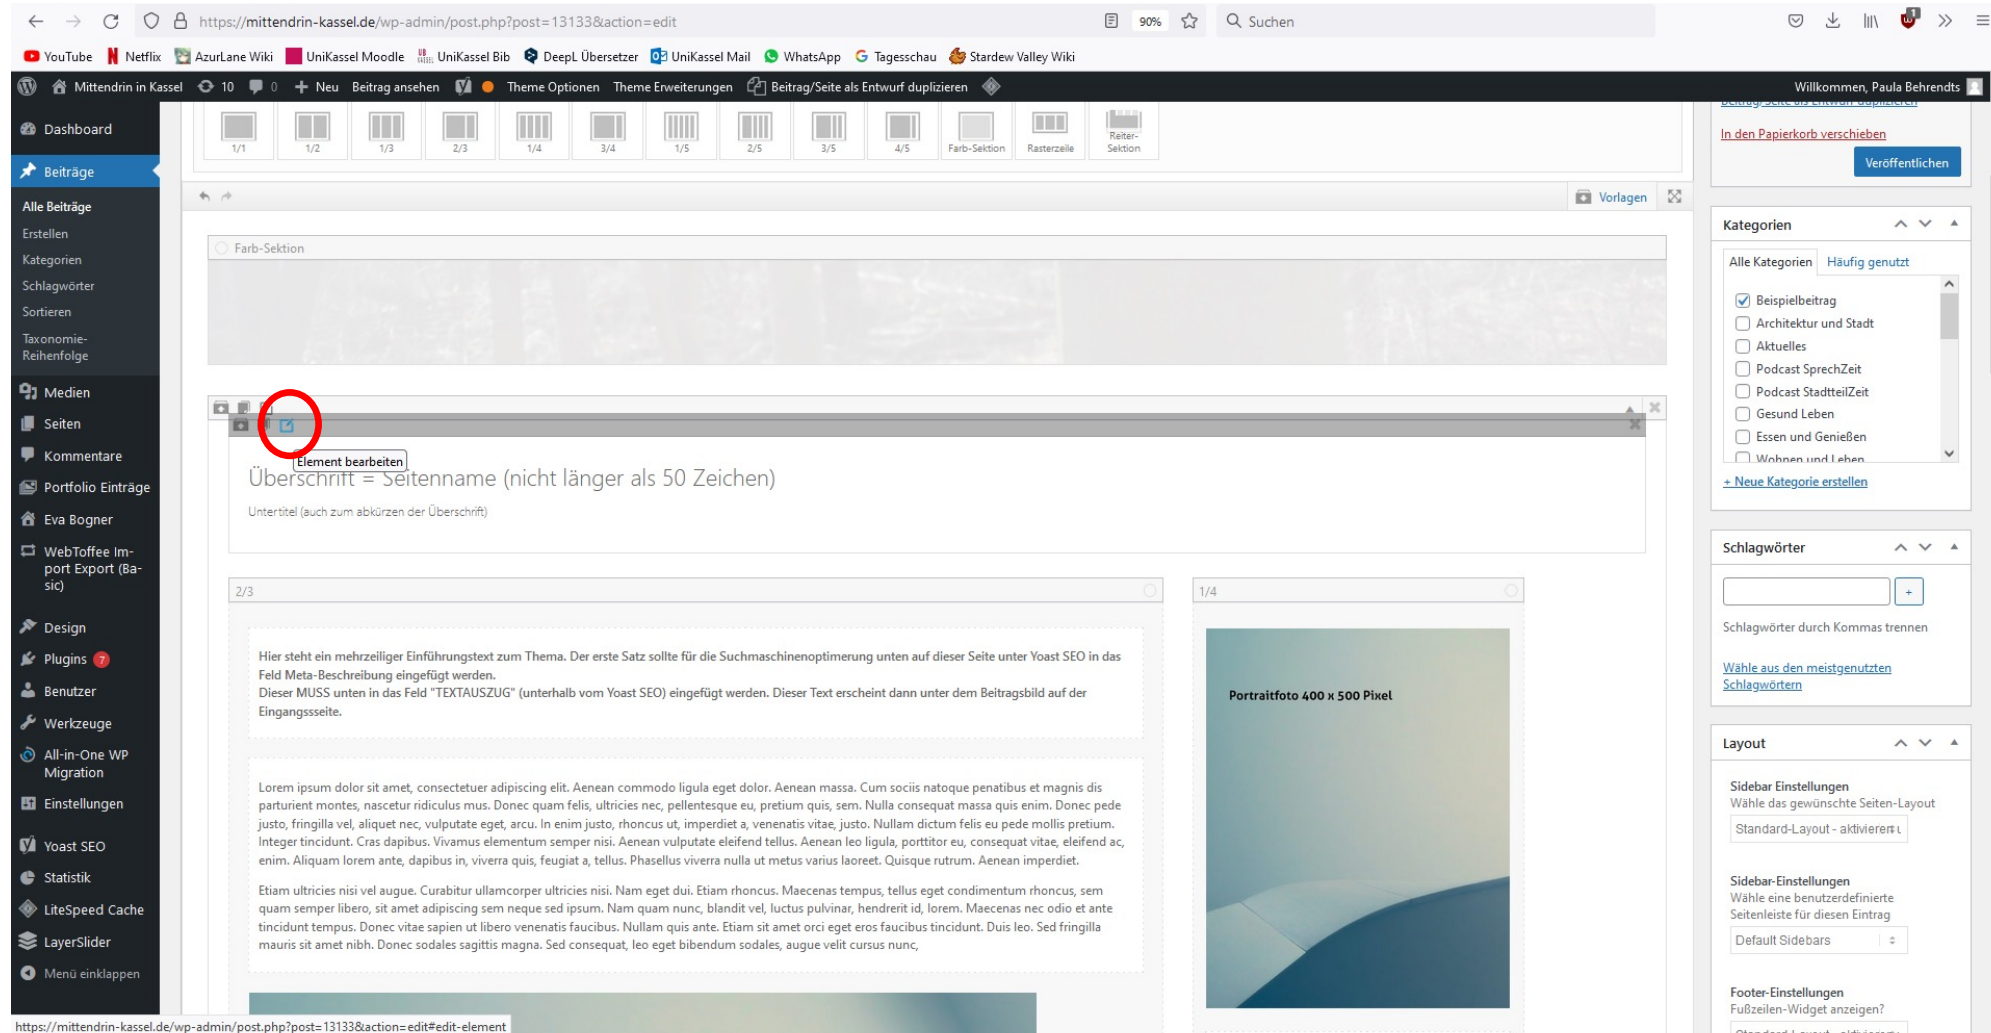 https://mittendrin-kassel.de/wp-admin/post.php?post=13133&action=edit
90%
Suchen
1
YouTube
Netflix
AzurLane Wiki
UniKassel Moodle
UniKassel Bib
DeepL Übersetzer
UniKassel Mail
WhatsApp
Tagesschau
Stardew Valley Wiki
Mittendrin in Kassel
10
0
Neu
Beitrag ansehen
Theme Optionen
Theme Erweiterungen
Beitrag/Seite als Entwurf duplizieren
Willkommen, Paula Behrendts
Dashboard
Beiträge
Alle Beiträge
Erstellen
Kategorien
Schlagwörter
Sortieren
Taxonomie-
Reihenfolge
Medien
Seiten
Kommentare
Portfolio Einträge
Eva Bogner
WebToffee Im-
port Export (Ba-
sic)
Design
Plugins 7
Benutzer
Werkzeuge
All-in-One WP
Migration
Einstellungen
Yoast SEO
Statistik
LiteSpeed Cache
LayerSlider
Menü einklappen
1/1
1/2
1/3
2/3
1/4
3/4
1/5
2/5
3/5
4/5
Farb-Sektion
Rasterzeile
Reiter-
Sektion
Vorlagen
Farb-Sektion
Element bearbeiten
Überschrift = Seitenname (nicht länger als 50 Zeichen)
Untertitel (auch zum abkürzen der Überschrift)
2/3
Hier steht ein mehrzeiliger Einführungstext zum Thema. Der erste Satz sollte für die Suchmaschinenoptimerung unten auf dieser Seite unter Yoast SEO in das
Feld Meta-Beschreibung eingefügt werden.
Dieser MUSS unten in das Feld "TEXTAUSZUG" (unterhalb vom Yoast SEO) eingefügt werden. Dieser Text erscheint dann unter dem Beitragsbild auf der
Eingangssseite.
Lorem ipsum dolor sit amet, consectetuer adipiscing elit. Aenean commodo ligula eget dolor. Aenean massa. Cum sociis natoque penatibus et magnis dis
parturient montes, nascetur ridiculus mus. Donec quam felis, ultricies nec, pellentesque eu, pretium quis, sem. Nulla consequat massa quis enim. Donec pede
justo, fringilla vel, aliquet nec, vulputate eget, arcu. In enim justo, rhoncus ut, imperdiet a, venenatis vitae, justo. Nullam dictum felis eu pede mollis pretium.
Integer tincidunt. Cras dapibus. Vivamus elementum semper nisi. Aenean vulputate eleifend tellus. Aenean leo ligula, porttitor eu, consequat vitae, eleifend ac,
enim. Aliquam lorem ante, dapibus in, viverra quis, feugiat a, tellus. Phasellus viverra nulla ut metus varius laoreet. Quisque rutrum. Aenean imperdiet.
Etiam ultricies nisi vel augue. Curabitur ullamcorper ultricies nisi. Nam eget dui. Etiam rhoncus. Maecenas tempus, tellus eget condimentum rhoncus, sem
quam semper libero, sit amet adipiscing sem neque sed ipsum. Nam quam nunc, blandit vel, luctus pulvinar, hendrerit id, lorem. Maecenas nec odio et ante
tincidunt tempus. Donec vitae sapien ut libero venenatis faucibus. Nullam quis ante. Etiam sit amet orci eget eros faucibus tincidunt. Duis leo. Sed fringilla
mauris sit amet nibh. Donec sodales sagittis magna. Sed consequat, leo eget bibendum sodales, augue velit cursus nunc,
1/4
Portraitfoto 400 x 500 Pixel
Beitrag/Seite als Entwurf duplizieren
In den Papierkorb verschieben
Veröffentlichen
Kategorien
Alle Kategorien
Häufig genutzt
Beispielbeitrag
Architektur und Stadt
Aktuelles
Podcast SprechZeit
Podcast StadtteilZeit
Gesund Leben
Essen und Genießen
Wohnen und Leben
+ Neue Kategorie erstellen
Schlagwörter
+
Schlagwörter durch Kommas trennen
Wähle aus den meistgenutzten
Schlagwörtern
Layout
Sidebar Einstellungen
Wähle das gewünschte Seiten-Layout
Standard-Layout - aktivieren u
Sidebar-Einstellungen
Wähle eine benutzerdefinierte
Seitenleiste für diesen Eintrag
Default Sidebars
Footer-Einstellungen
Fußzeilen-Widget anzeigen?
Standard-Layout - aktivieren
https://mittendrin-kassel.de/wp-admin/post.php?post=13133&action=edit#edit-element